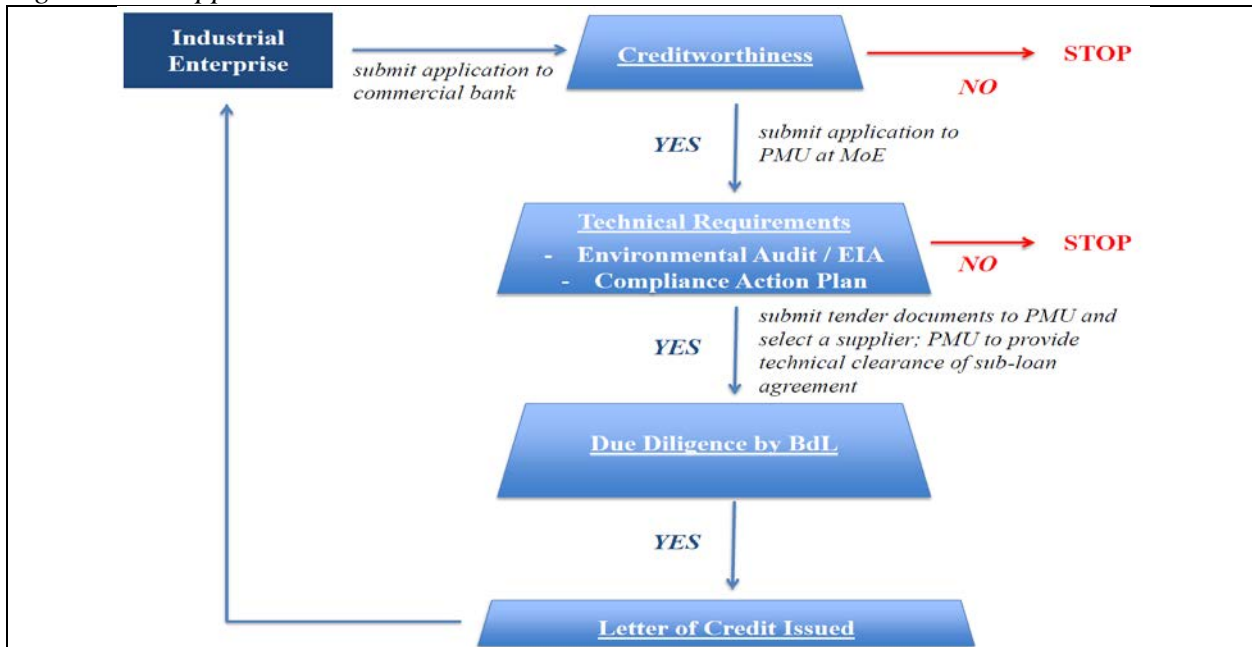 Industrial
Enterprise
submit application to
commercial bank
Creditworthiness
NO
STOP
YES
submit application to
PMU at MoE
Technical Requirements
- Environmental Audit / EIA
- Compliance Action Plan
NO
STOP
YES
submit tender documents to PMU and
select a supplier; PMU to provide
technical clearance of sub-loan
agreement
Due Diligence by BdL
YES
Letter of Credit Issued